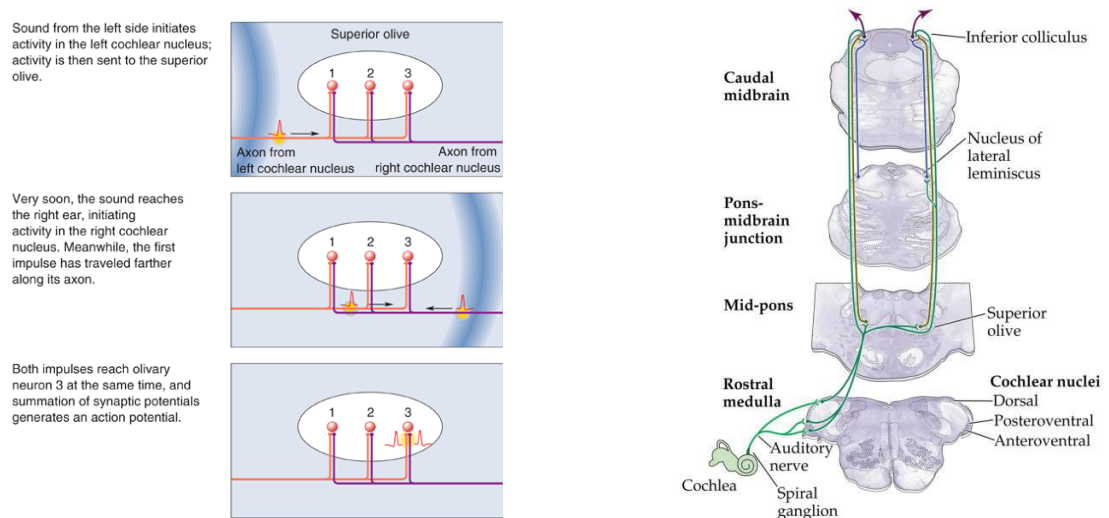 Sound from the left side initiates
activity in the left cochlear nucleus;
activity is then sent to the superior
olive.
Superior olive
1 2 3
Axon from
left cochlear nucleus
Axon from
right cochlear nucleus
Very soon, the sound reaches
the right ear, initiating
activity in the right cochlear
nucleus. Meanwhile, the first
impulse has traveled farther
along its axon.
1 2 3
Both impulses reach olivary
neuron 3 at the same time, and
summation of synaptic potentials
generates an action potential.
1 2 3
Inferior colliculus
Caudal
midbrain
Nucleus of
lateral
leminiscus
Pons-
midbrain
junction
Mid-pons
Superior
olive
Rostral
medulla
Cochlear nuclei
Dorsal
Posteroventral
Anteroventral
Auditory
nerve
Cochlea
Spiral
ganglion